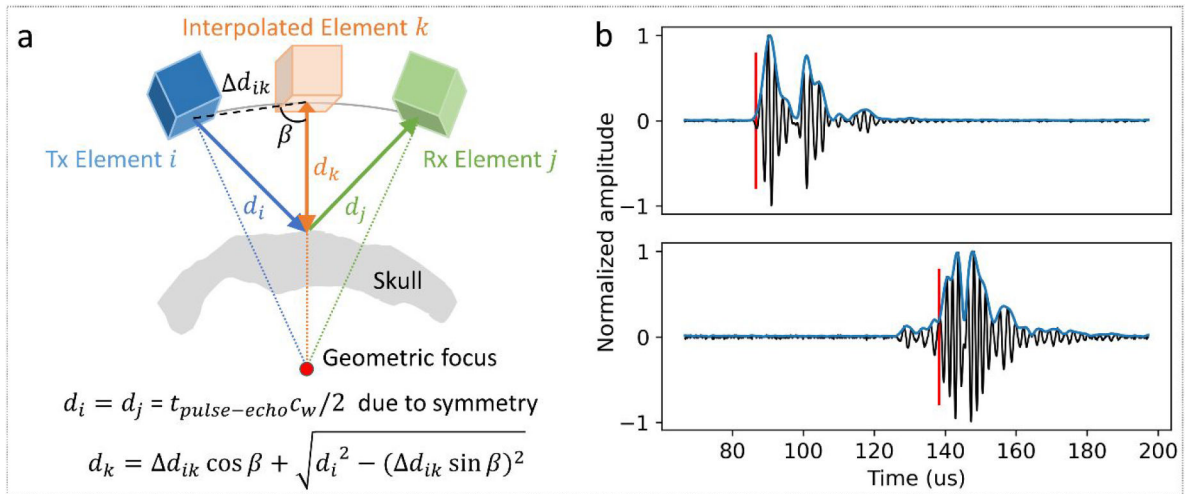 a
Interpolated Element k
Δd_ik
β
Tx Element i
d_k
Rx Element j
d_i
d_j
Skull
Geometric focus
d_i = d_j = t_pulse−echo c_w/2 due to symmetry
d_k = Δd_ik cos β + √(d_i² − (Δd_ik sin β)²)
b
Normalized amplitude
1
0
−1
1
0
−1
80 100 120 140 160 180 200
Time (us)